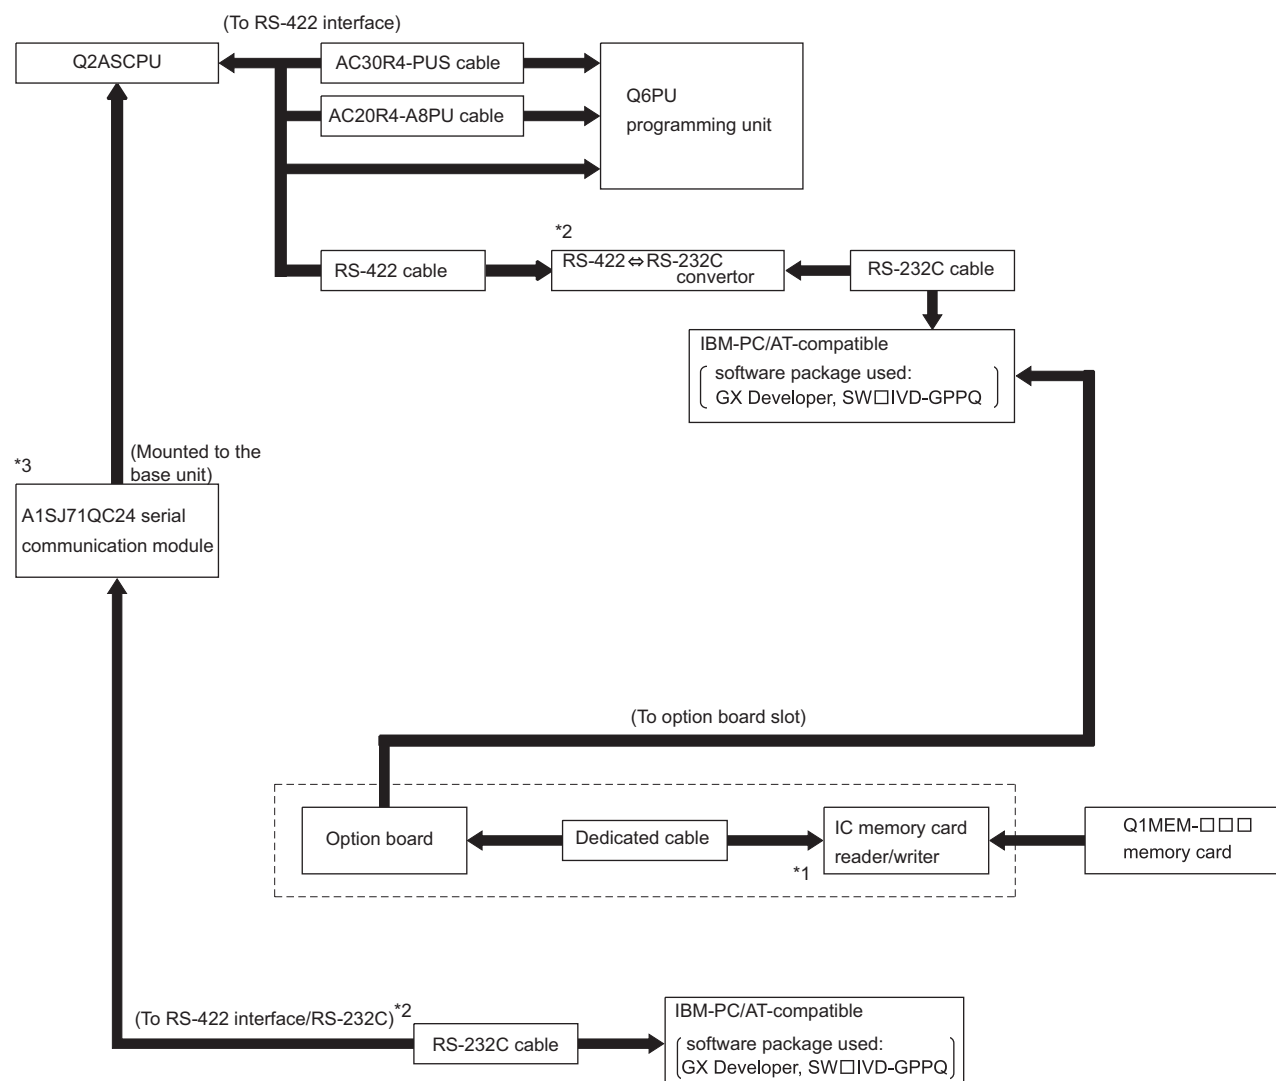 (To RS-422 interface)
Q2ASCPU
AC30R4-PUS cable
AC20R4-A8PU cable
Q6PU
programming unit
*2
RS-422 cable
RS-422⇔RS-232C
convertor
RS-232C cable
IBM-PC/AT-compatible
software package used:
GX Developer, SW□IVD-GPPQ
(Mounted to the
base unit)
*3
A1SJ71QC24 serial
communication module
(To option board slot)
Option board
Dedicated cable
IC memory card
reader/writer
*1
Q1MEM-□□□
memory card
(To RS-422 interface/RS-232C)*2
RS-232C cable
IBM-PC/AT-compatible
software package used:
GX Developer, SW□IVD-GPPQ